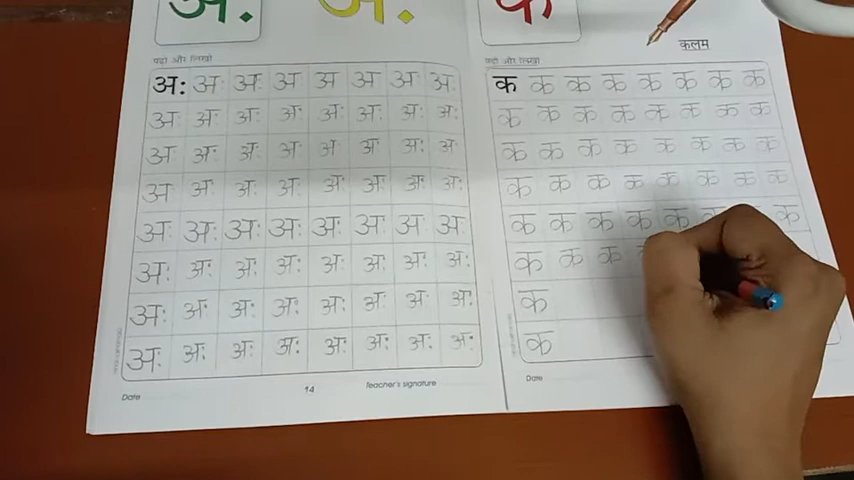 अ: अ: क
पढ़ो और लिखो
अ: अ: अ: अ: अ: अ: अ: अ:
अ: अ: अ: अ: अ: अ: अ: अ:
अ: अ: अ: अ: अ: अ: अ: अ:
अ: अ: अ: अ: अ: अ: अ: अ:
अ: अ: अ: अ: अ: अ: अ: अ:
अ: अ: अ: अ: अ: अ: अ: अ:
अ: अ: अ: अ: अ: अ: अ: अ:
अ: अ: अ: अ: अ: अ: अ: अ:
Date
14
Teacher's signature
कलम
पढ़ो और लिखो
क क क क क क क क
क क क क क क क क
क क क क क क क क
क क क क क क क क
क क क क क क क
क क क
क
क
Date